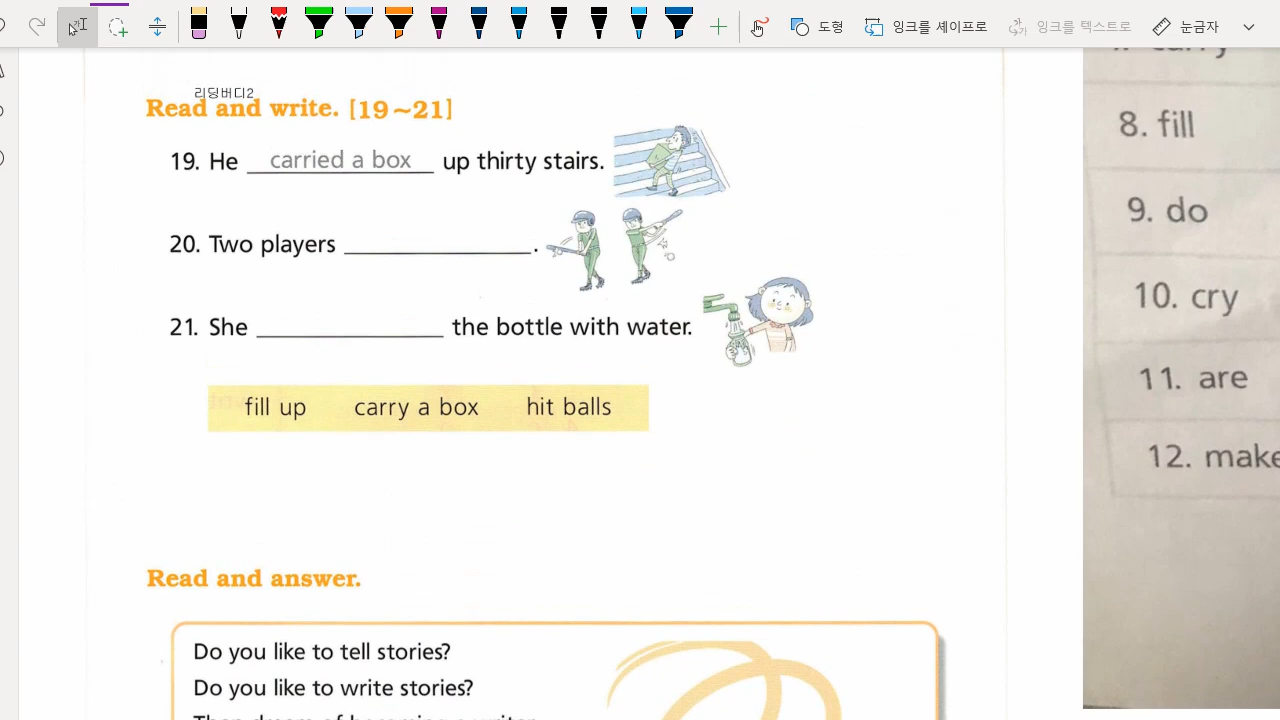 도형
잉크를 셰이프로
잉크를 텍스트로
눈금자
리딩버디2
Read and write. [19~21]
19. He carried a box up thirty stairs.
20. Two players ____________.
21. She ____________ the bottle with water.
fill up carry a box hit balls
Read and answer.
Do you like to tell stories?
Do you like to write stories?
8. fill
9. do
10. cry
11. are
12. make